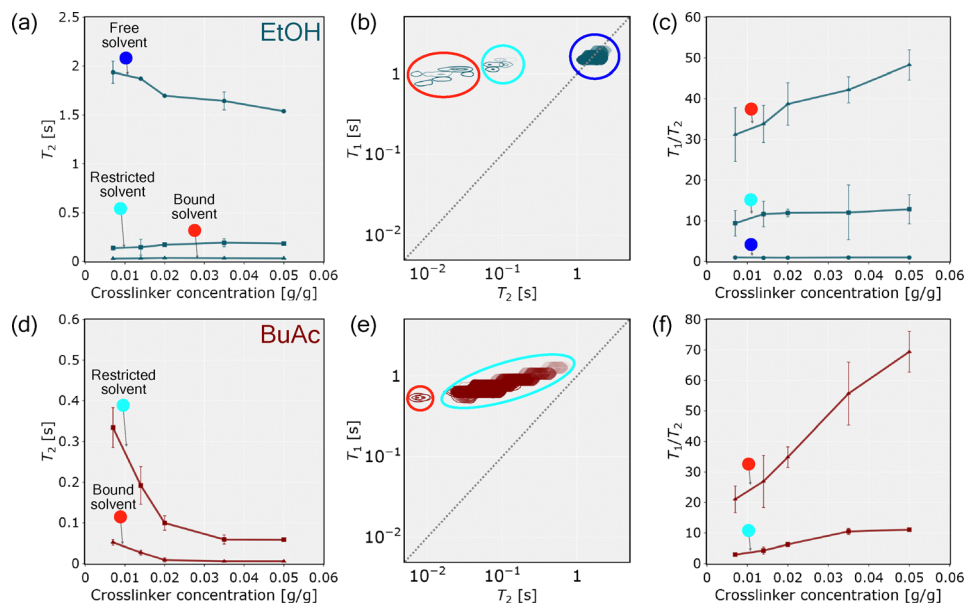 (a)
EtOH
Free
solvent
Restricted
solvent
Bound
solvent
T₂ [s]
2.5
2
1.5
1
0.5
0
0 0.01 0.02 0.03 0.04 0.05 0.06
Crosslinker concentration [g/g]
(b)
T₁ [s]
1
10⁻¹
10⁻²
10⁻² 10⁻¹ 1
T₂ [s]
(c)
T₁/T₂
60
50
40
30
20
10
0
0 0.01 0.02 0.03 0.04 0.05 0.06
Crosslinker concentration [g/g]
(d)
BuAc
Restricted
solvent
Bound
solvent
T₂ [s]
0.6
0.5
0.4
0.3
0.2
0.1
0
0 0.01 0.02 0.03 0.04 0.05 0.06
Crosslinker concentration [g/g]
(e)
T₁ [s]
1
10⁻¹
10⁻²
10⁻² 10⁻¹ 1
T₂ [s]
(f)
T₁/T₂
80
70
60
50
40
30
20
10
0
0 0.01 0.02 0.03 0.04 0.05 0.06
Crosslinker concentration [g/g]